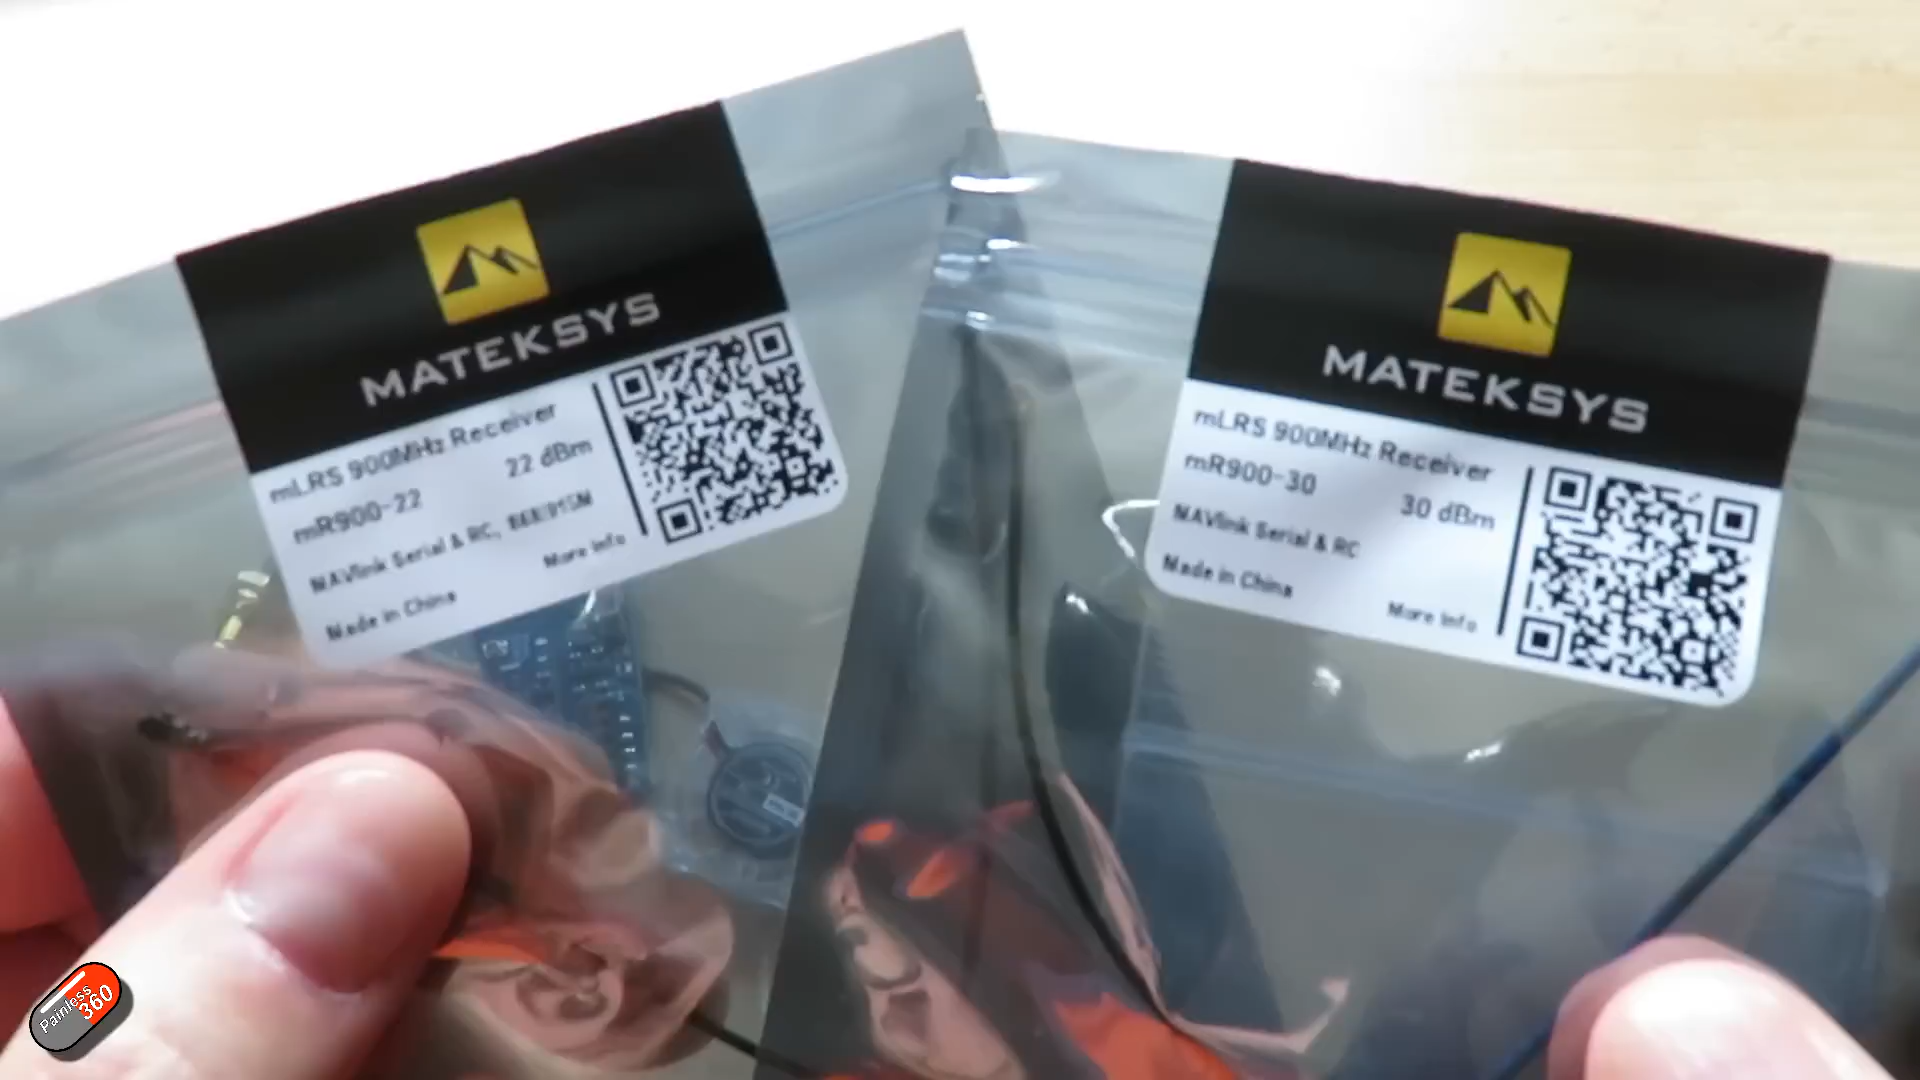 MATEKSYS
mLRS 900MHz Receiver
mR900-22 22 dBm
MAVlink Serial & RC, 868/915M
Made in China More Info
MATEKSYS
mLRS 900MHz Receiver
mR900-30 30 dBm
MAVlink Serial & RC
Made in China More Info
Painless
360